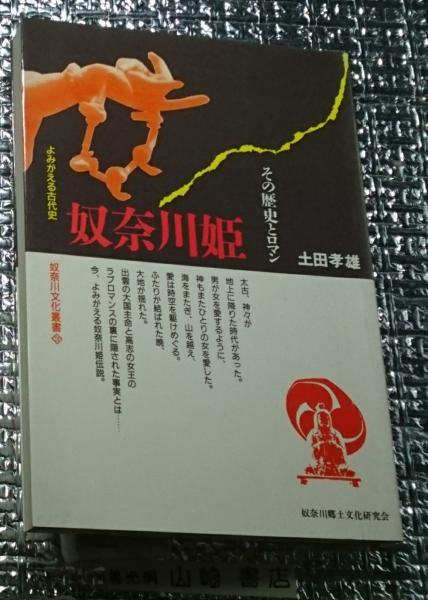 よみがえる古代史
奴奈川姫
その歴史とロマン
土田孝雄
奴奈川文化叢書
太古、神々が
地上に降りた時代があった。
男が女を愛するように、
神もまたひとりの女を愛した。
海をまたぎ、山を越え、
愛は時空を駆けめぐる。
ふたりが結ばれた暁、
大地が揺れた。
出雲の大国主命と高志の女王の
ラブロマンスの裏に隠された事実とは……
今、よみがえる奴奈川姫伝説。
奴奈川郷土文化研究会
山崎書店